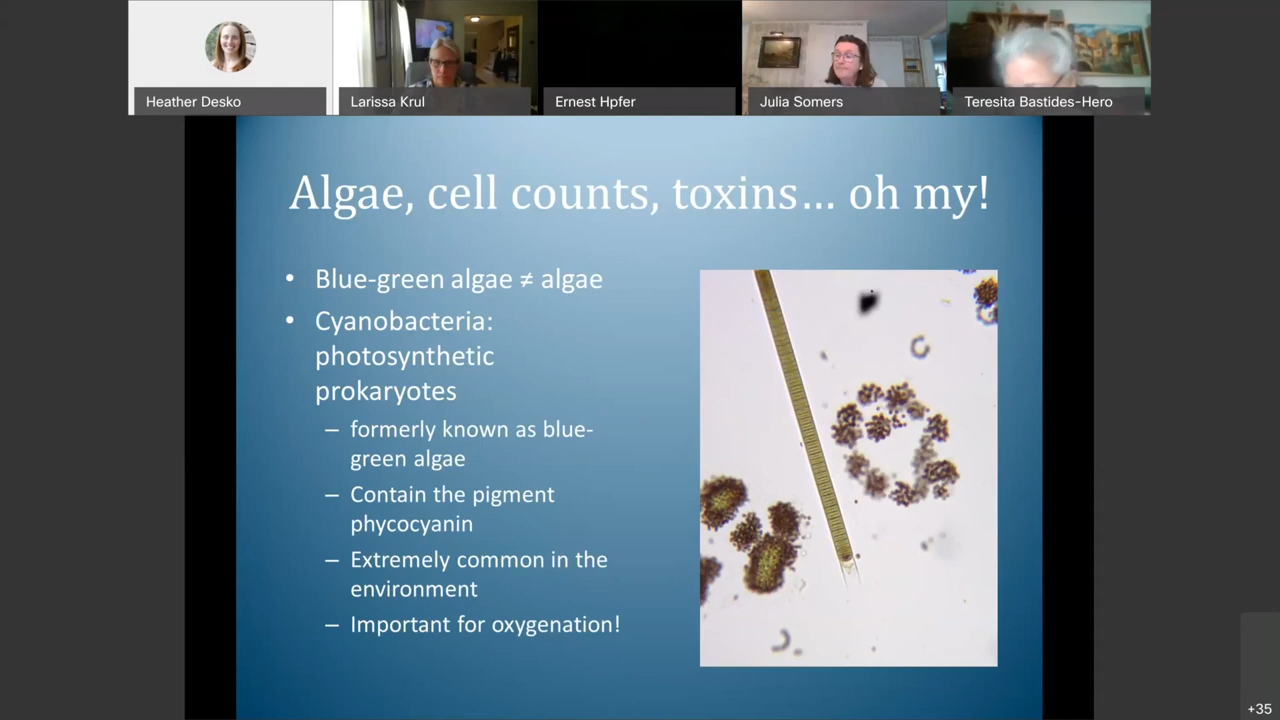 Heather Desko
Larissa Krul
Ernest Hpfer
Julia Somers
Teresita Bastides-Hero
Algae, cell counts, toxins... oh my!
• Blue-green algae ≠ algae
• Cyanobacteria:
photosynthetic
prokaryotes
– formerly known as blue-
green algae
– Contain the pigment
phycocyanin
– Extremely common in the
environment
– Important for oxygenation!
+35